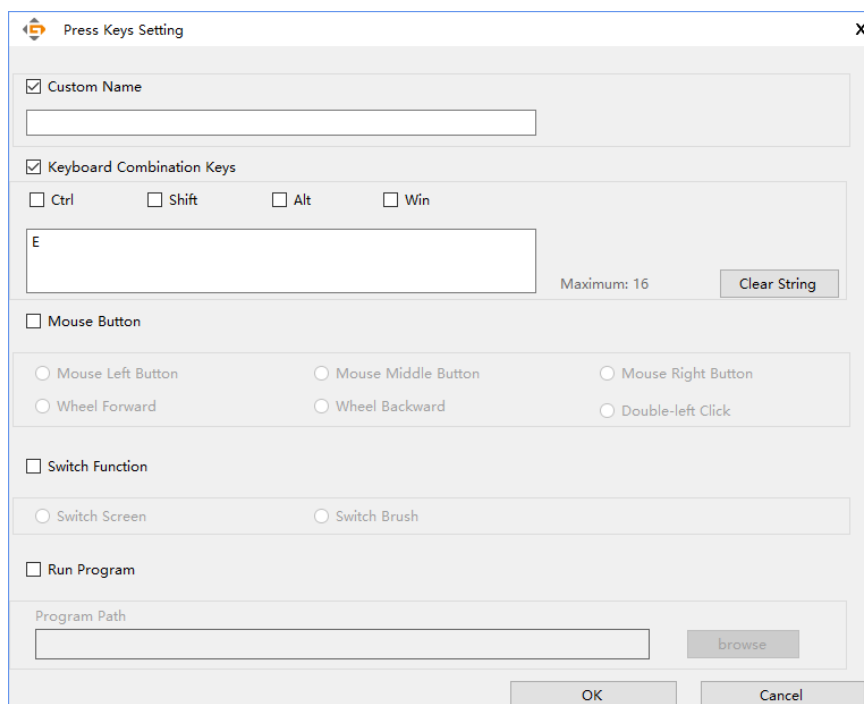 Press Keys Setting X
Custom Name
Keyboard Combination Keys
Ctrl Shift Alt Win
E
Maximum: 16 Clear String
Mouse Button
Mouse Left Button Mouse Middle Button Mouse Right Button
Wheel Forward Wheel Backward Double-left Click
Switch Function
Switch Screen Switch Brush
Run Program
Program Path
browse
OK Cancel